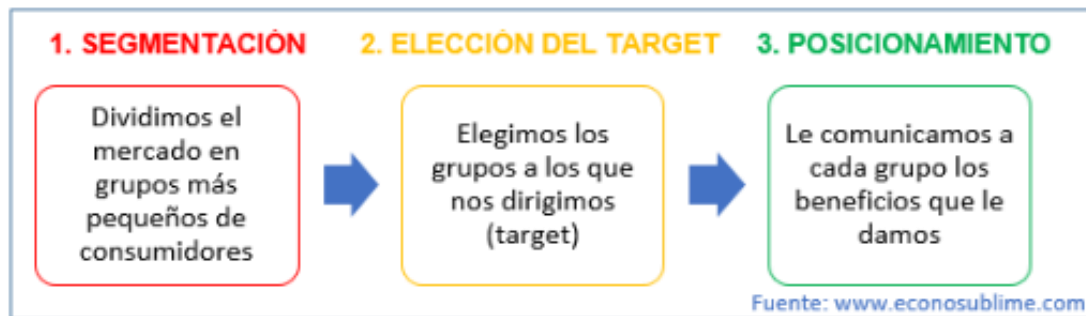 1. SEGMENTACIÓN
Dividimos el
mercado en
grupos más
pequeños de
consumidores
2. ELECCIÓN DEL TARGET
Elegimos los
grupos a los que
nos dirigimos
(target)
3. POSICIONAMIENTO
Le comunicamos a
cada grupo los
beneficios que le
damos
Fuente: www.econosublime.com